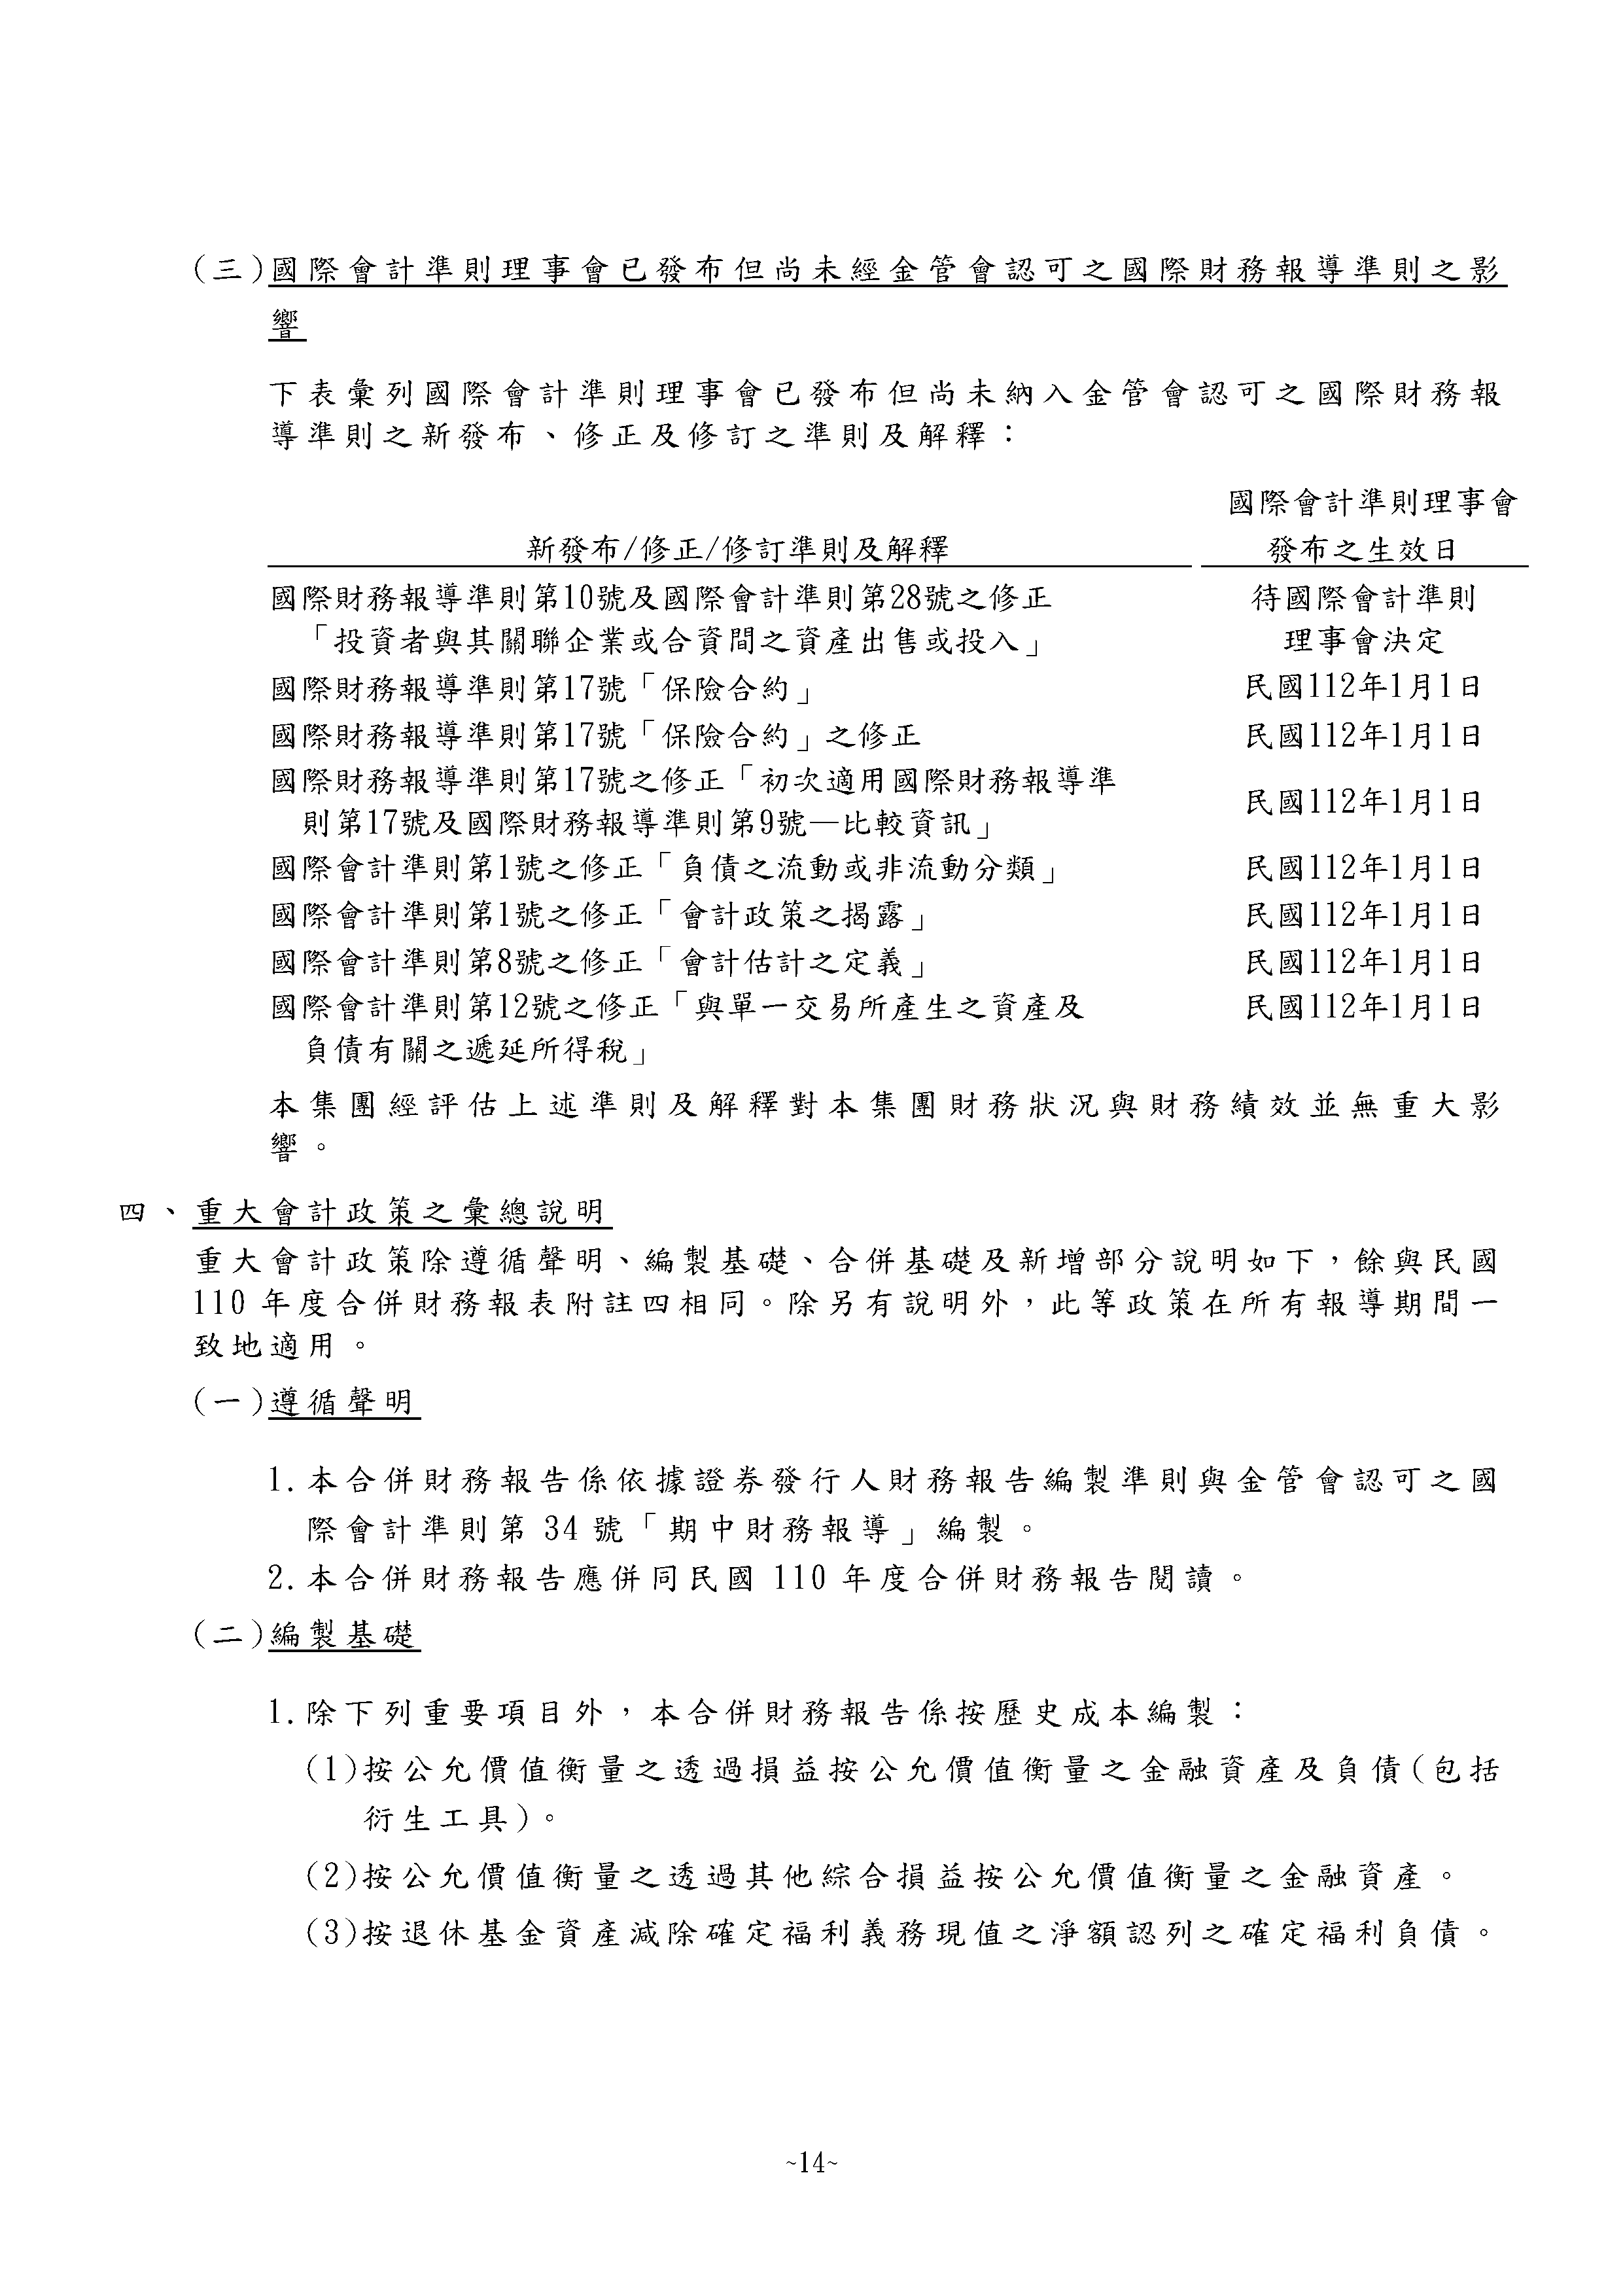 (三)國際會計準則理事會已發布但尚未經金管會認可之國際財務報導準則之影
響
下表彙列國際會計準則理事會已發布但尚未納入金管會認可之國際財務報
導準則之新發布、修正及修訂之準則及解釋：
國際會計準則理事會
新發布/修正/修訂準則及解釋 發布之生效日
國際財務報導準則第10號及國際會計準則第28號之修正 待國際會計準則
「投資者與其關聯企業或合資間之資產出售或投入」 理事會決定
國際財務報導準則第17號「保險合約」 民國112年1月1日
國際財務報導準則第17號「保險合約」之修正 民國112年1月1日
國際財務報導準則第17號之修正「初次適用國際財務報導準
則第17號及國際財務報導準則第9號—比較資訊」 民國112年1月1日
國際會計準則第1號之修正「負債之流動或非流動分類」 民國112年1月1日
國際會計準則第1號之修正「會計政策之揭露」 民國112年1月1日
國際會計準則第8號之修正「會計估計之定義」 民國112年1月1日
國際會計準則第12號之修正「與單一交易所產生之資產及 民國112年1月1日
負債有關之遞延所得稅」
本集團經評估上述準則及解釋對本集團財務狀況與財務績效並無重大影
響。
四、重大會計政策之彙總說明
重大會計政策除遵循聲明、編製基礎、合併基礎及新增部分說明如下，餘與民國
110 年度合併財務報表附註四相同。除另有說明外，此等政策在所有報導期間一
致地適用。
(一)遵循聲明
1.本合併財務報告係依據證券發行人財務報告編製準則與金管會認可之國
際會計準則第 34 號「期中財務報導」編製。
2.本合併財務報告應併同民國 110 年度合併財務報告閱讀。
(二)編製基礎
1.除下列重要項目外，本合併財務報告係按歷史成本編製：
(1)按公允價值衡量之透過損益按公允價值衡量之金融資產及負債(包括
衍生工具)。
(2)按公允價值衡量之透過其他綜合損益按公允價值衡量之金融資產。
(3)按退休基金資產減除確定福利義務現值之淨額認列之確定福利負債。
~14~